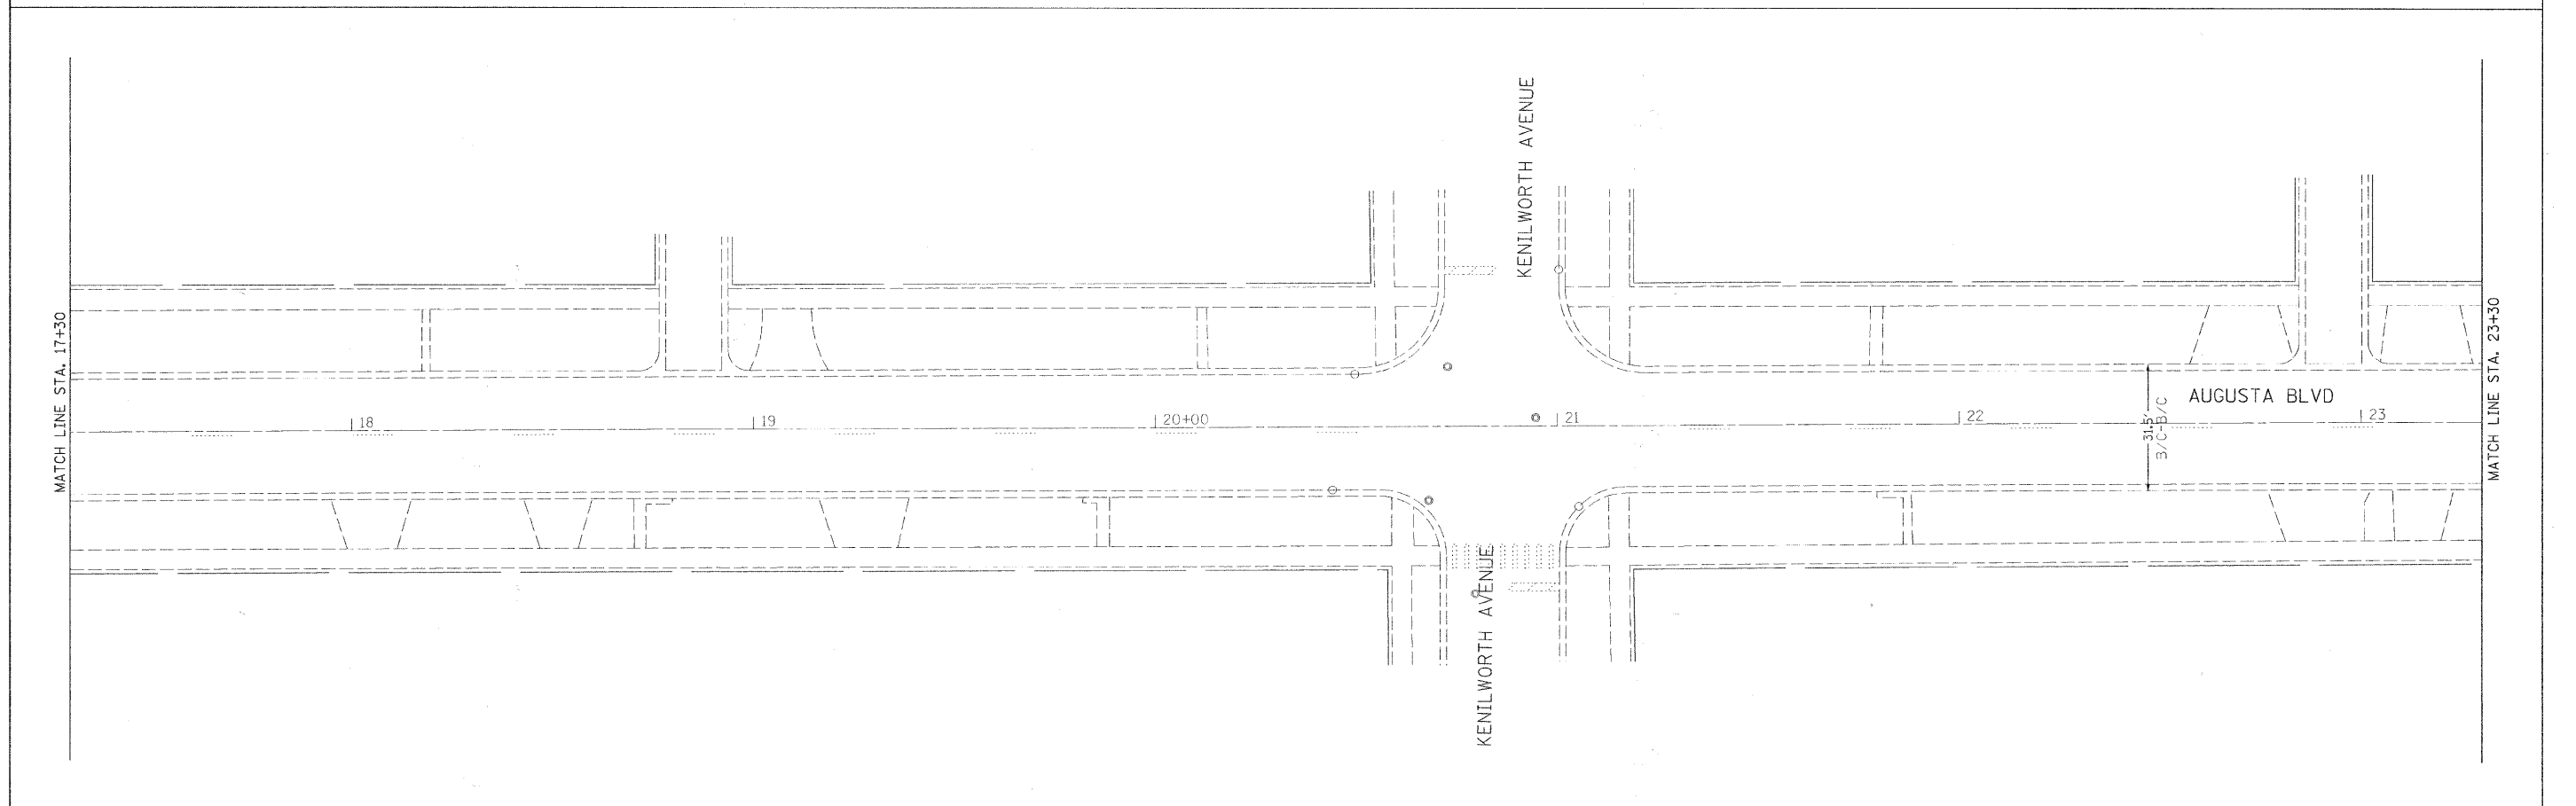 KENILWORTH AVENUE
MATCH LINE STA. 17+30
MATCH LINE STA. 23+30
AUGUSTA BLVD
18
19
20+00
21
22
23
31.5'
B/C-B/C
KENILWORTH AVENUE